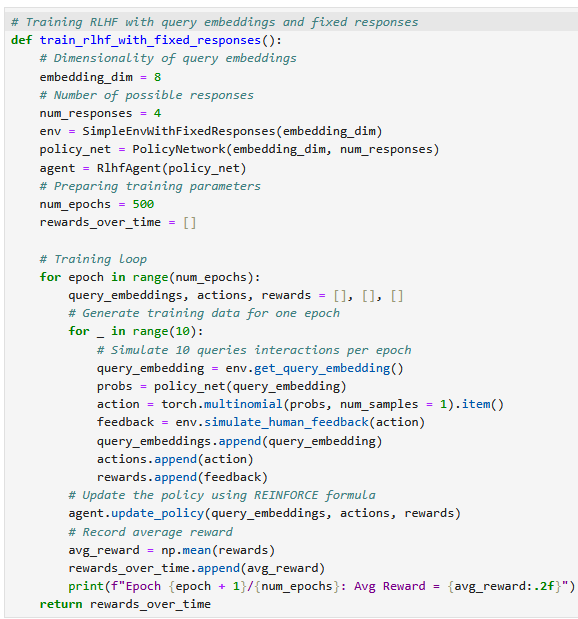 # Training RLHF with query embeddings and fixed responses
def train_rlhf_with_fixed_responses():
    # Dimensionality of query embeddings
    embedding_dim = 8
    # Number of possible responses
    num_responses = 4
    env = SimpleEnvWithFixedResponses(embedding_dim)
    policy_net = PolicyNetwork(embedding_dim, num_responses)
    agent = RlhfAgent(policy_net)
    # Preparing training parameters
    num_epochs = 500
    rewards_over_time = []

    # Training loop
    for epoch in range(num_epochs):
        query_embeddings, actions, rewards = [], [], []
        # Generate training data for one epoch
        for _ in range(10):
            # Simulate 10 queries interactions per epoch
            query_embedding = env.get_query_embedding()
            probs = policy_net(query_embedding)
            action = torch.multinomial(probs, num_samples = 1).item()
            feedback = env.simulate_human_feedback(action)
            query_embeddings.append(query_embedding)
            actions.append(action)
            rewards.append(feedback)
        # Update the policy using REINFORCE formula
        agent.update_policy(query_embeddings, actions, rewards)
        # Record average reward
        avg_reward = np.mean(rewards)
        rewards_over_time.append(avg_reward)
        print(f"Epoch {epoch + 1}/{num_epochs}: Avg Reward = {avg_reward:.2f}")
    return rewards_over_time